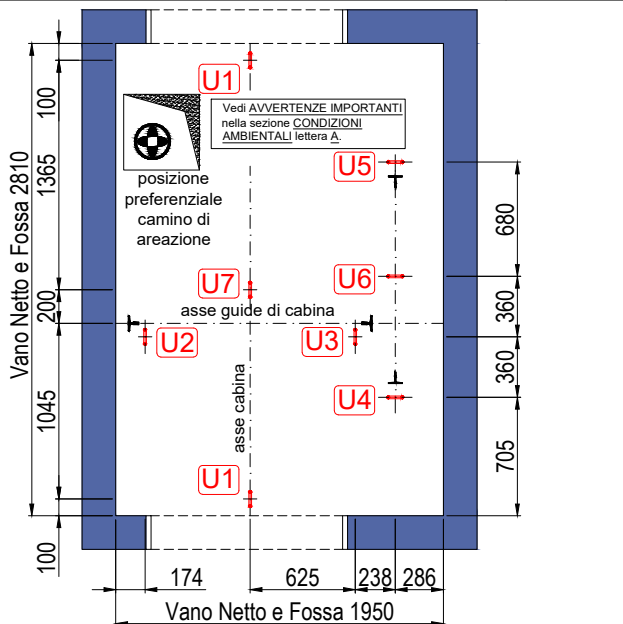 U1
Vedi AVVERTENZE IMPORTANTI
nella sezione CONDIZIONI
AMBIENTALI lettera A.
posizione
preferenziale
camino di
areazione
U5
U7
U6
asse guide di cabina
U2
U3
asse cabina
U4
U1
100
1365
200
1045
100
Vano Netto e Fossa 2810
680
360
360
705
174
625
238
286
Vano Netto e Fossa 1950